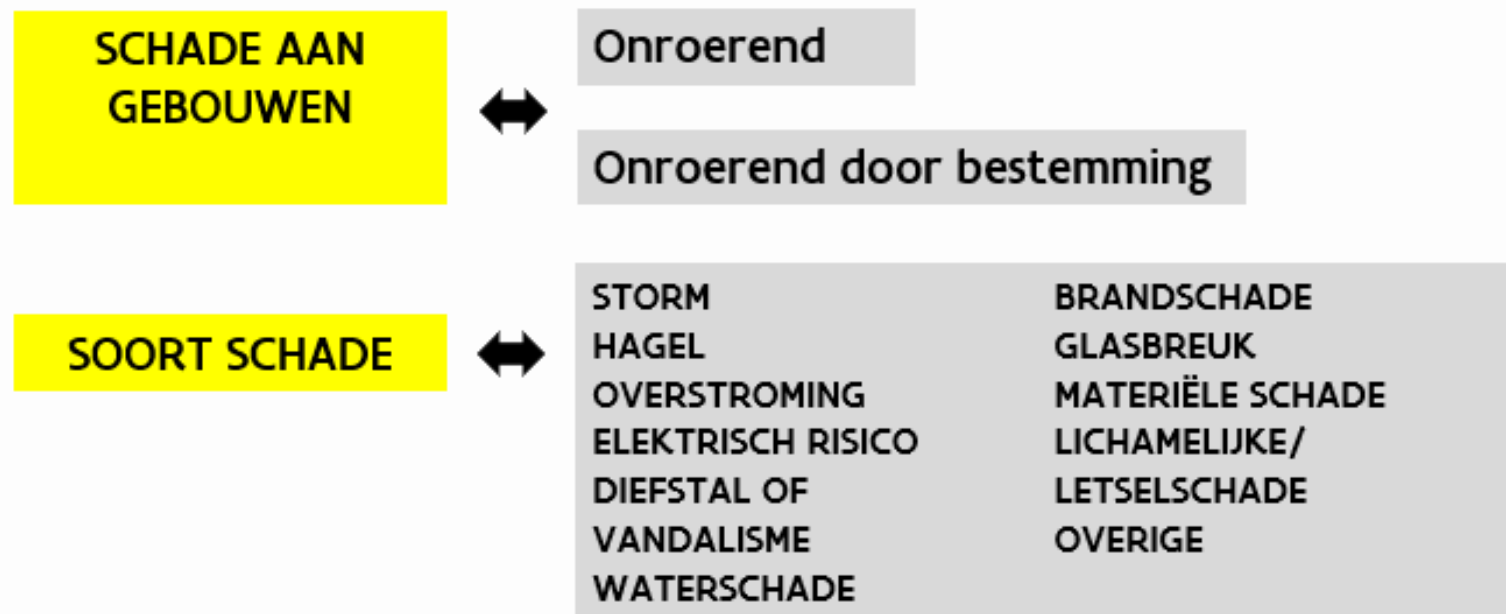 SCHADE AAN
GEBOUWEN
Onroerend
Onroerend door bestemming
SOORT SCHADE
STORM
HAGEL
OVERSTROMING
ELEKTRISCH RISICO
DIEFSTAL OF
VANDALISME
WATERSCHADE
BRANDSCHADE
GLASBREUK
MATERIËLE SCHADE
LICHAMELIJKE/
LETSELSCHADE
OVERIGE